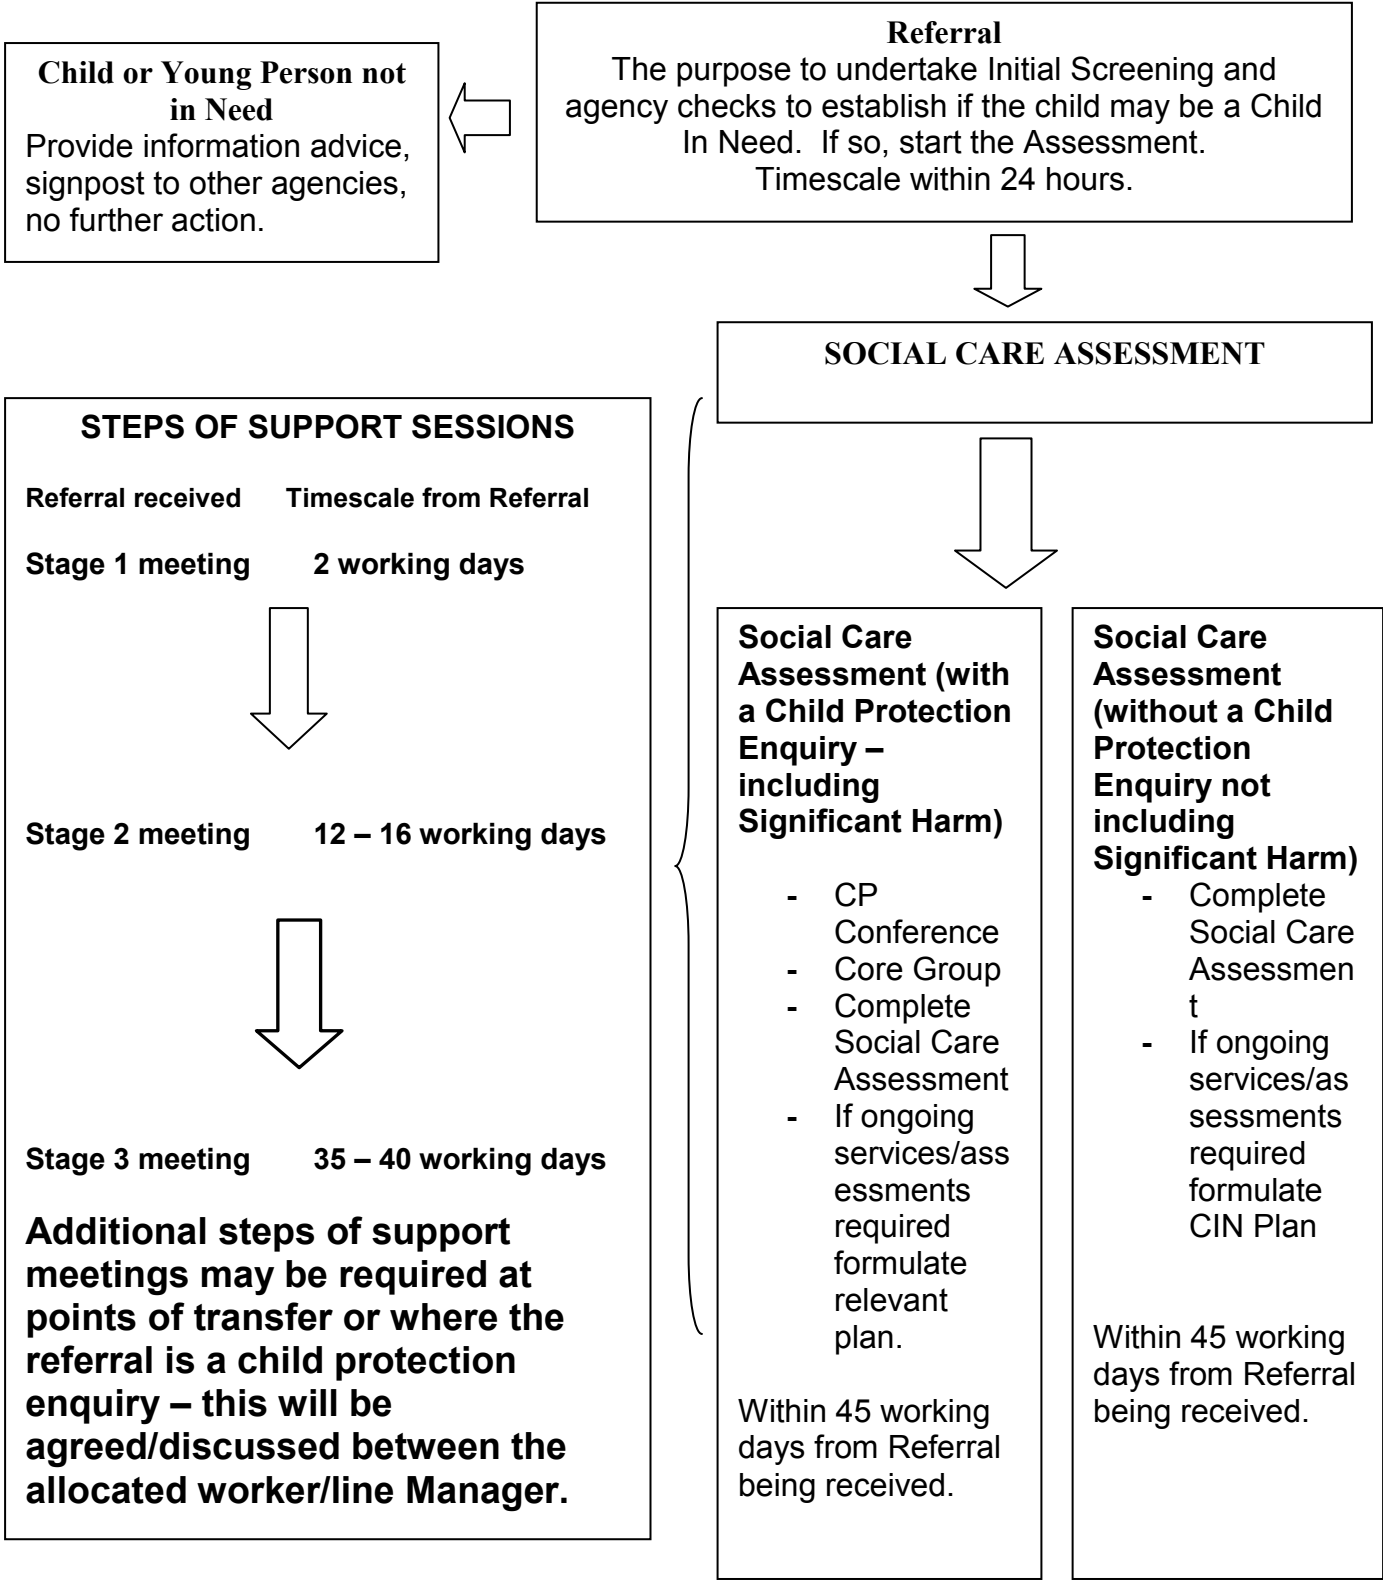 Referral
The purpose to undertake Initial Screening and
agency checks to establish if the child may be a Child
In Need.  If so, start the Assessment.
Timescale within 24 hours.
Child or Young Person not
in Need
Provide information advice,
signpost to other agencies,
no further action.
SOCIAL CARE ASSESSMENT
STEPS OF SUPPORT SESSIONS
Referral received Timescale from Referral
Stage 1 meeting 2 working days
Stage 2 meeting 12 – 16 working days
Stage 3 meeting 35 – 40 working days
Additional steps of support
meetings may be required at
points of transfer or where the
referral is a child protection
enquiry – this will be
agreed/discussed between the
allocated worker/line Manager.
Social Care
Assessment (with
a Child Protection
Enquiry –
including
Significant Harm)
- CP
Conference
- Core Group
- Complete
Social Care
Assessment
- If ongoing
services/ass
essments
required
formulate
relevant
plan.
Within 45 working
days from Referral
being received.
Social Care
Assessment
(without a Child
Protection
Enquiry not
including
Significant Harm)
- Complete
Social Care
Assessmen
t
- If ongoing
services/as
sessments
required
formulate
CIN Plan
Within 45 working
days from Referral
being received.